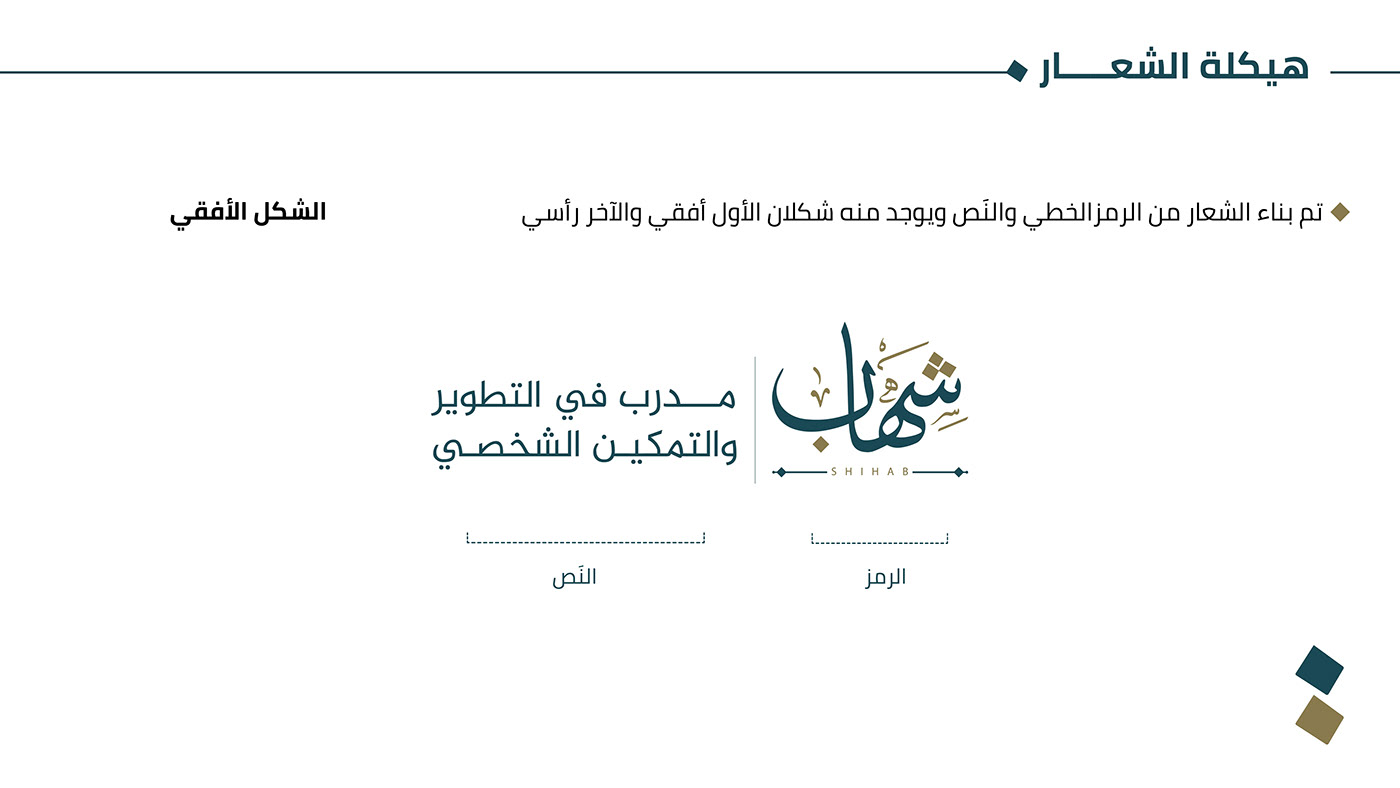 هيكلة الشعـــــار
تم بناء الشعار من الرمزالخطي والنَص ويوجد منه شكلان الأول أفقي والآخر رأسي
الشكل الأفقي
شهاب
SHIHAB
مـــدرب في التطوير
والتمكيـن الشخصـي
الرمز
النَص